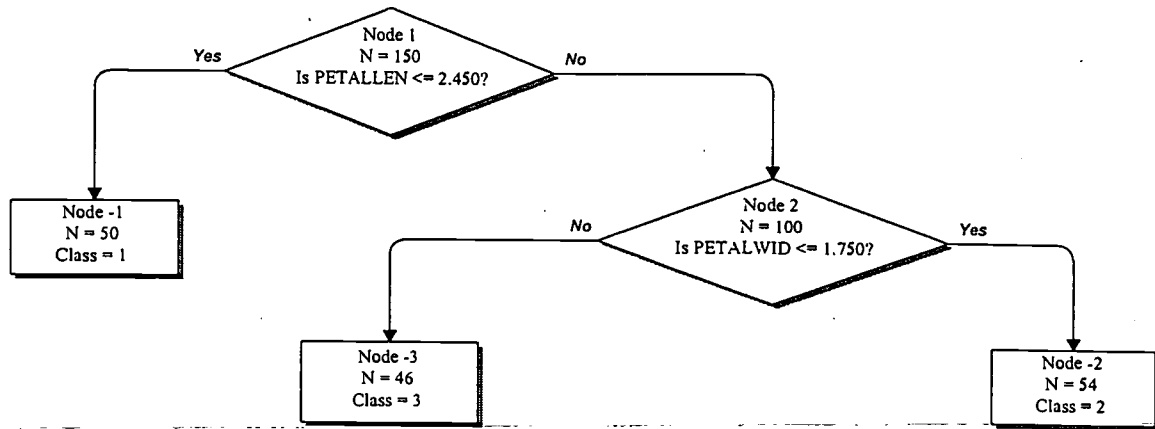 Node 1
N = 150
Is PETALLEN <= 2.450?
Yes
No
Node -1
N = 50
Class = 1
Node 2
N = 100
Is PETALWID <= 1.750?
No
Yes
Node -3
N = 46
Class = 3
Node -2
N = 54
Class = 2